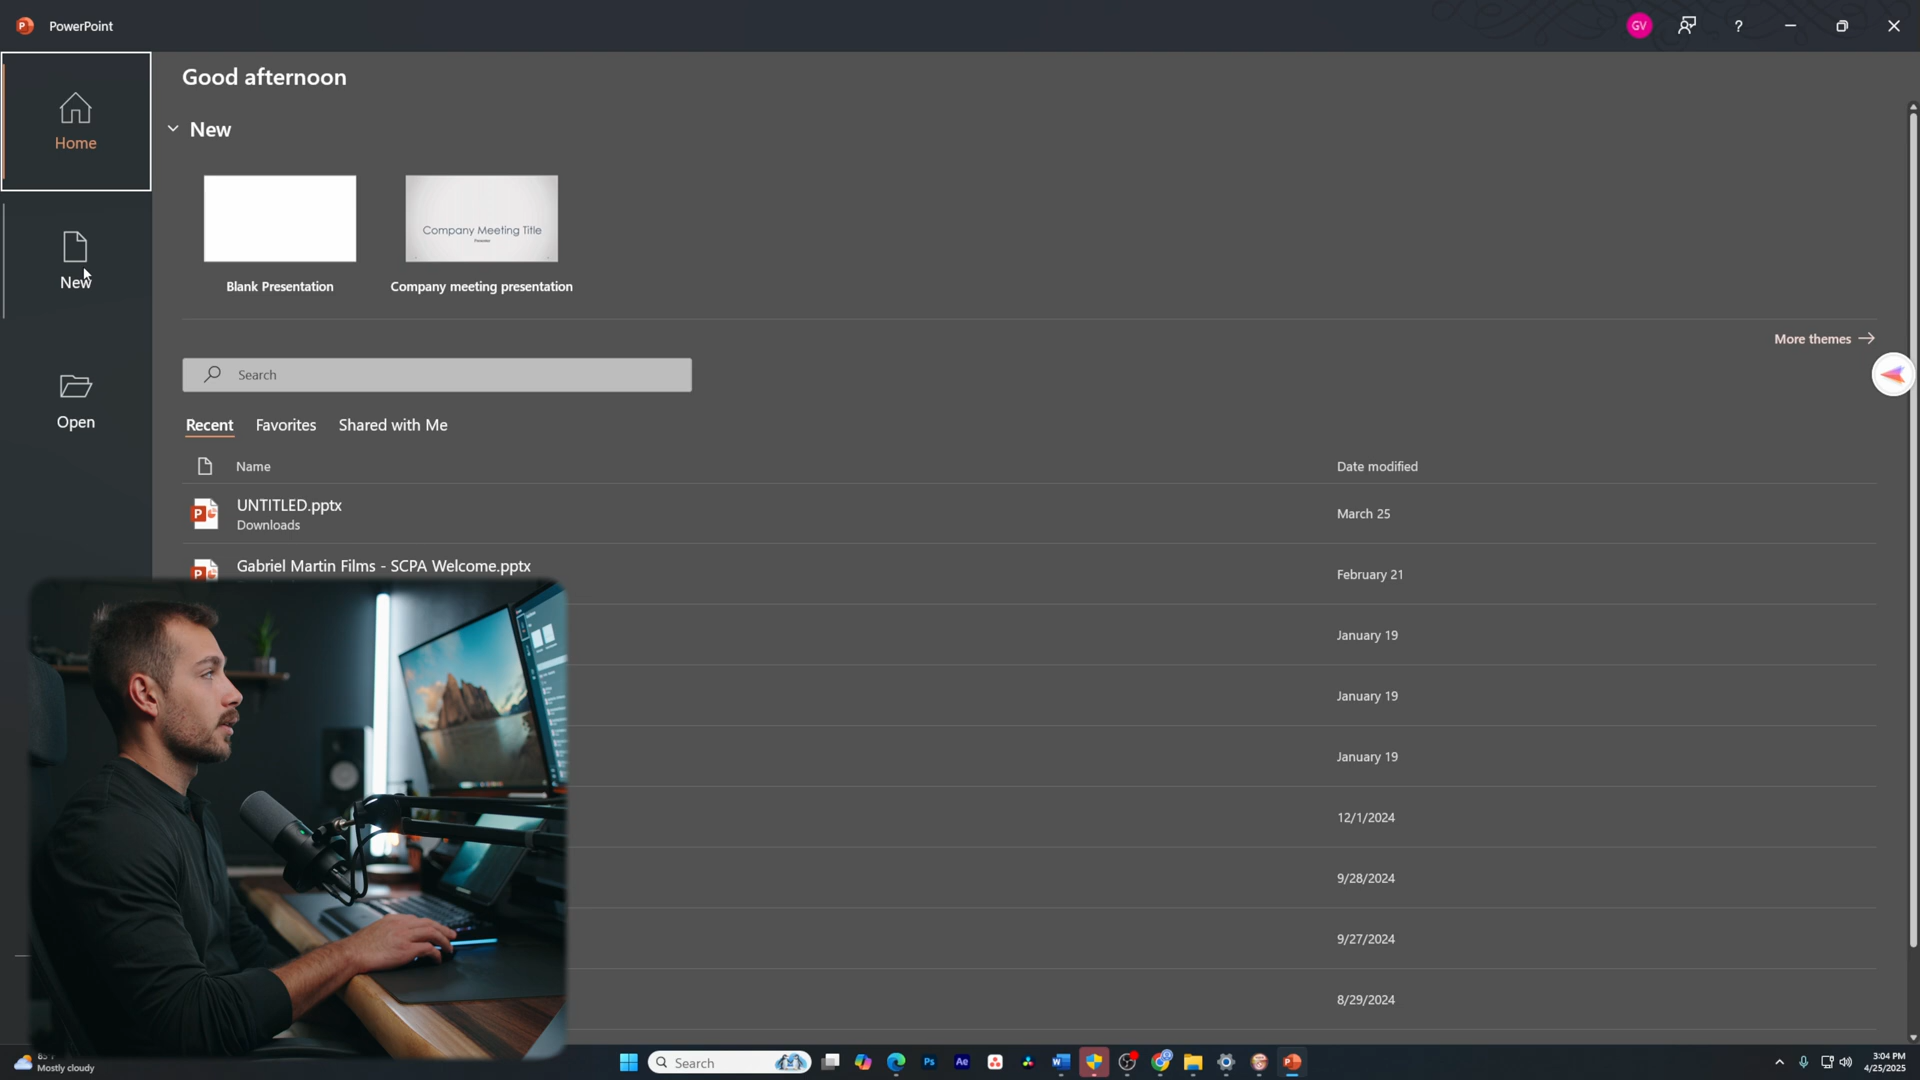 PowerPoint
GV
?
Home
New
Open
Good afternoon
New
Company Meeting Title
Presenter
Blank Presentation
Company meeting presentation
More themes
Search
Recent Favorites Shared with Me
Name Date modified
UNTITLED.pptx
Downloads
March 25
Gabriel Martin Films - SCPA Welcome.pptx
February 21
January 19
January 19
January 19
12/1/2024
9/28/2024
9/27/2024
8/29/2024
Mostly cloudy
Search
Ps
Ae
3:04 PM
4/25/2025